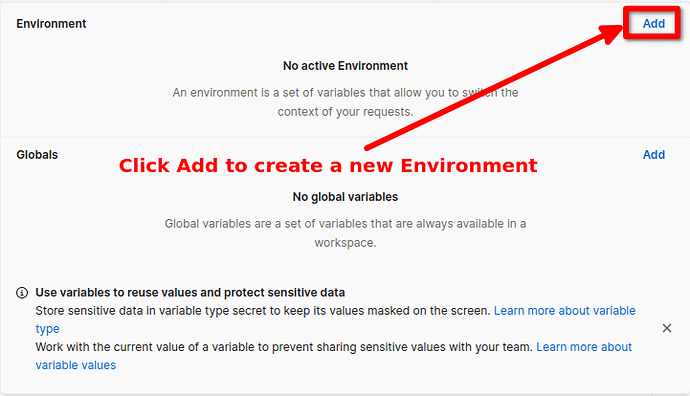 Environment Add
No active Environment
An environment is a set of variables that allow you to switch the
context of your requests.
Globals Add
Click Add to create a new Environment
No global variables
Global variables are a set of variables that are always available in a
workspace.
Use variables to reuse values and protect sensitive data
Store sensitive data in variable type secret to keep its values masked on the screen. Learn more about variable
type
Work with the current value of a variable to prevent sharing sensitive values with your team. Learn more about
variable values